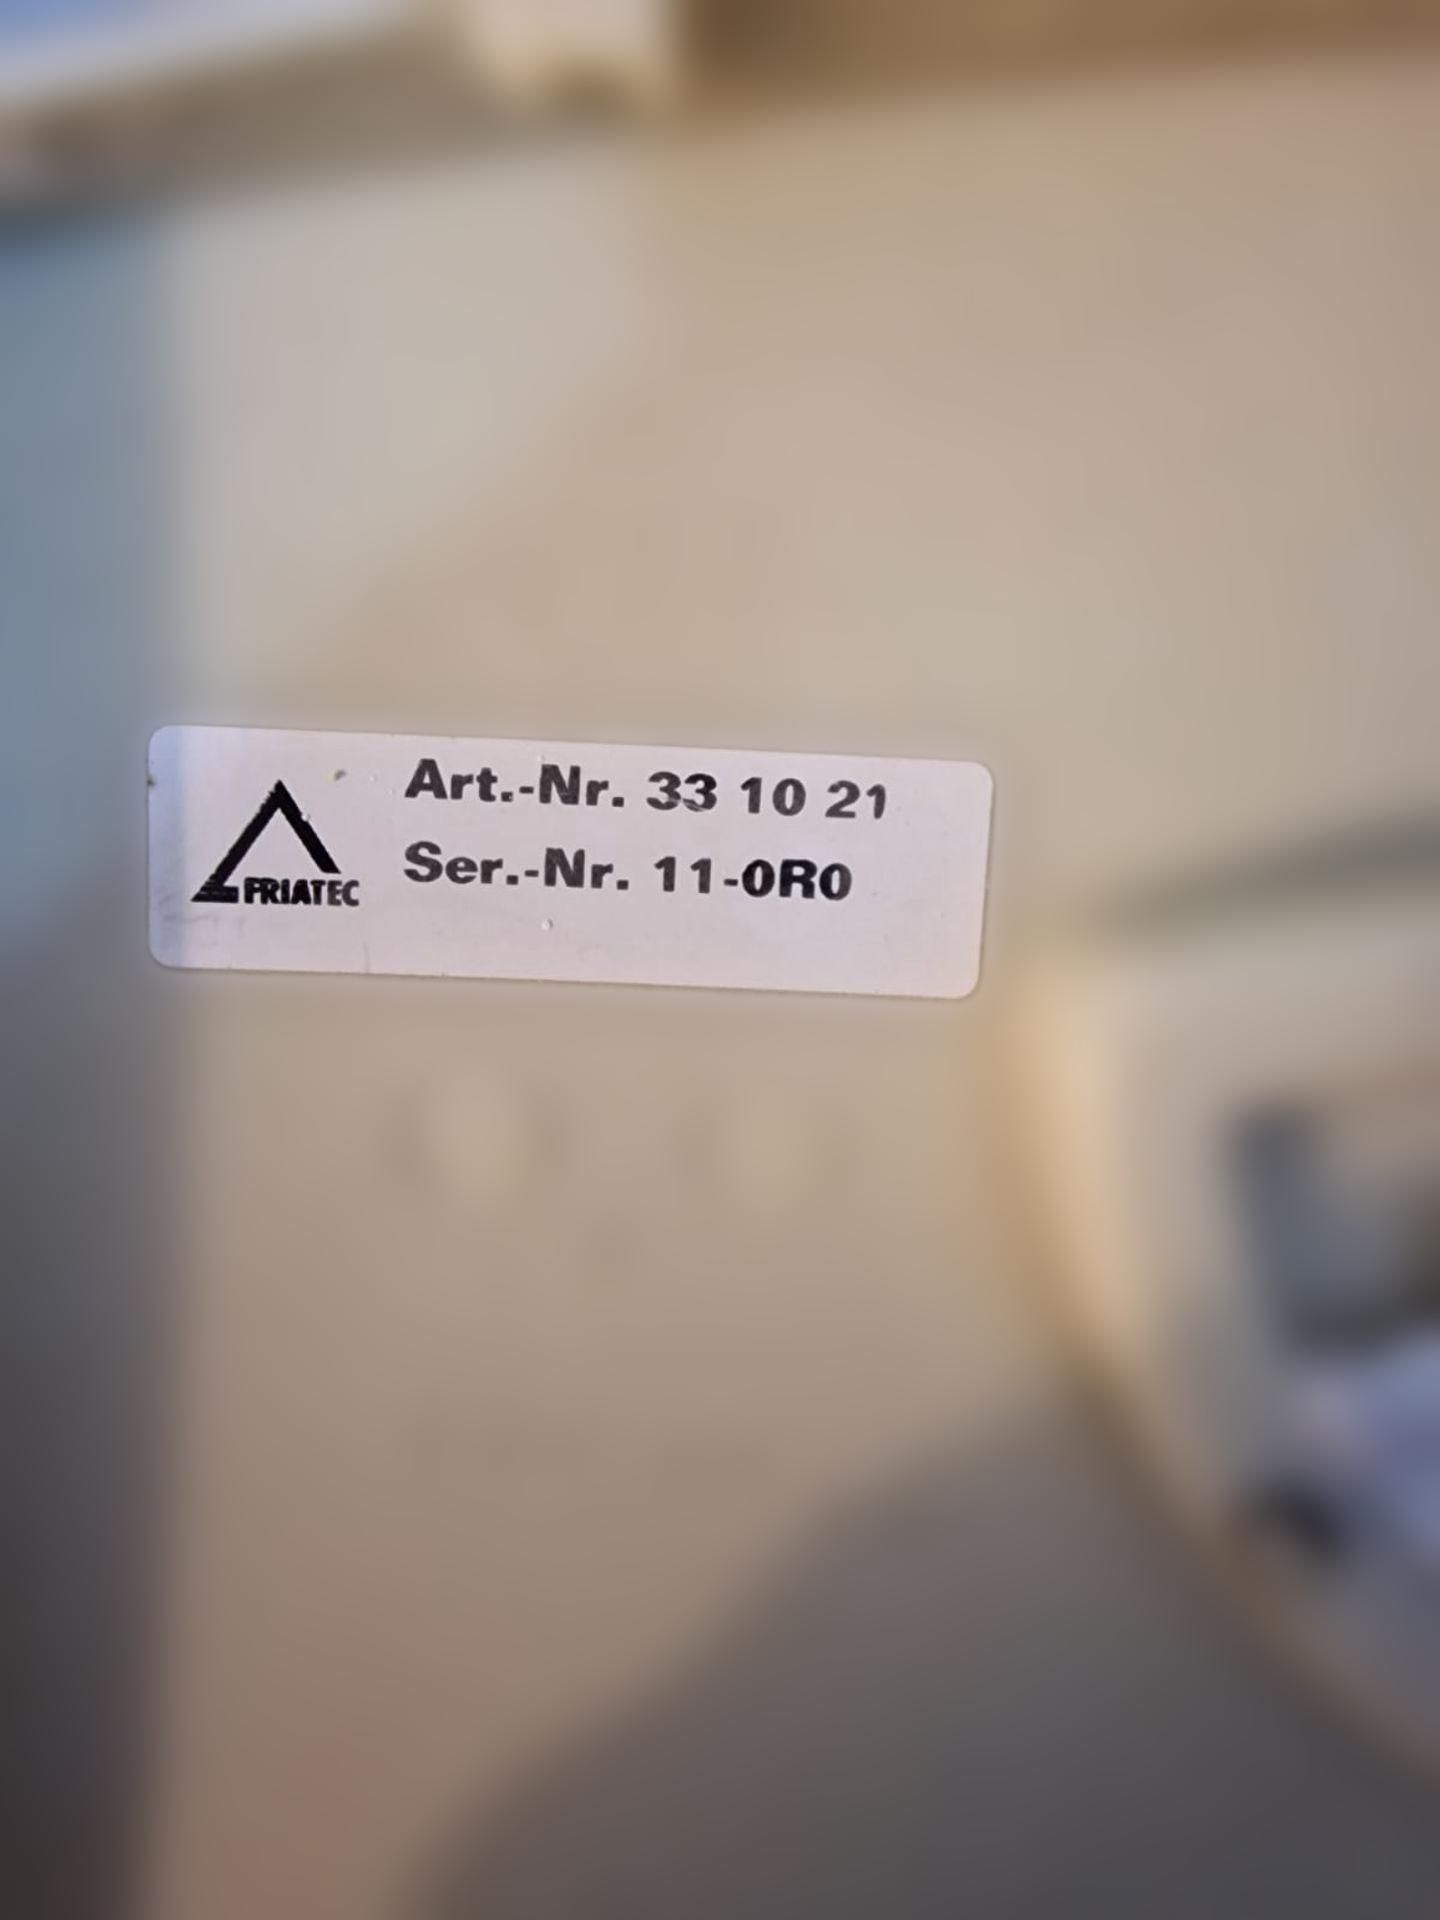 Art.-Nr. 33 10 21
Ser.-Nr. 11-0R0
FRIATEC